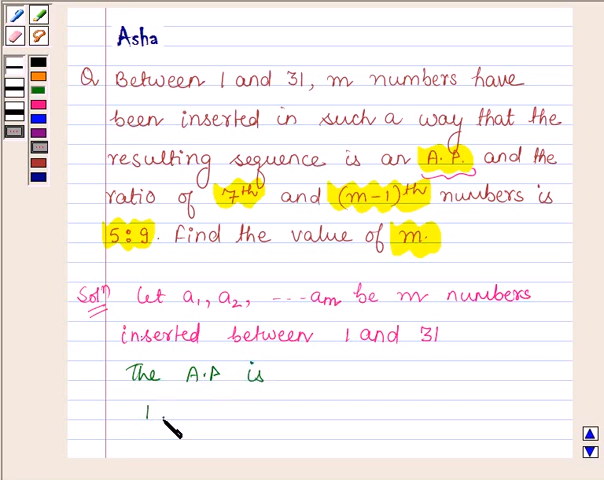 Asha
Q Between 1 and 31, m numbers have
been inserted in such a way that the
resulting sequence is an A.P. and the
ratio of 7th and (m-1)th numbers is
5:9. Find the value of m.
Sol^n Let a₁, a₂, ----am be m numbers
inserted between 1 and 31
The A.P is
1